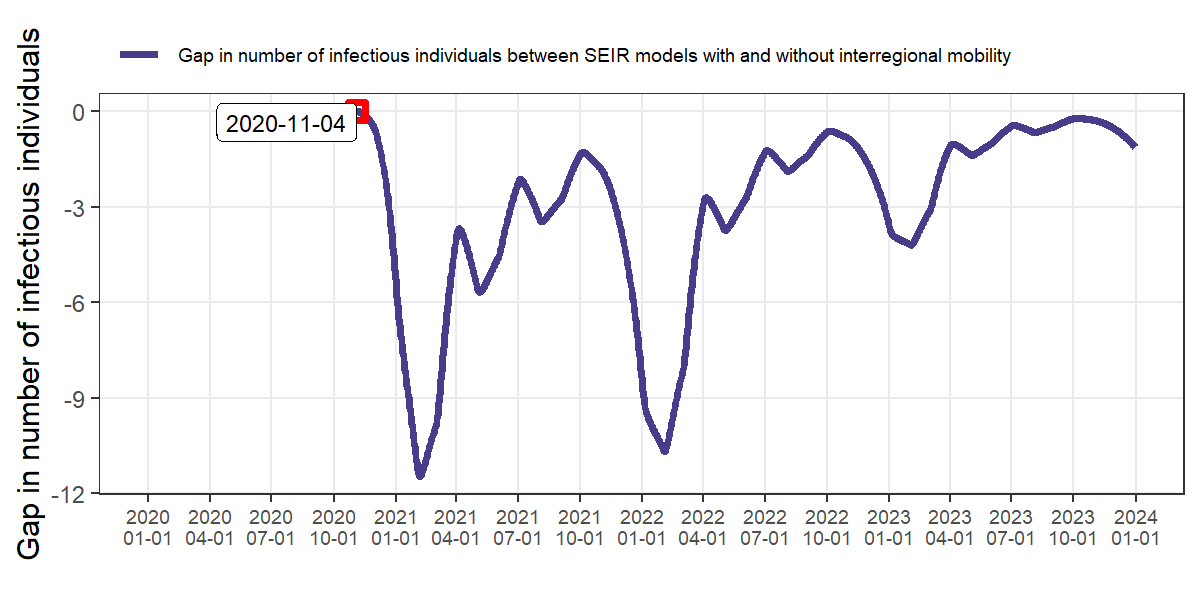 Gap in number of infectious individuals between SEIR models with and without interregional mobility
Gap in number of infectious individuals
0
-3
-6
-9
-12
2020-11-04
2020 2020 2020 2020 2021 2021 2021 2021 2022 2022 2022 2022 2023 2023 2023 2023 2024
01-01 04-01 07-01 10-01 01-01 04-01 07-01 10-01 01-01 04-01 07-01 10-01 01-01 04-01 07-01 10-01 01-01